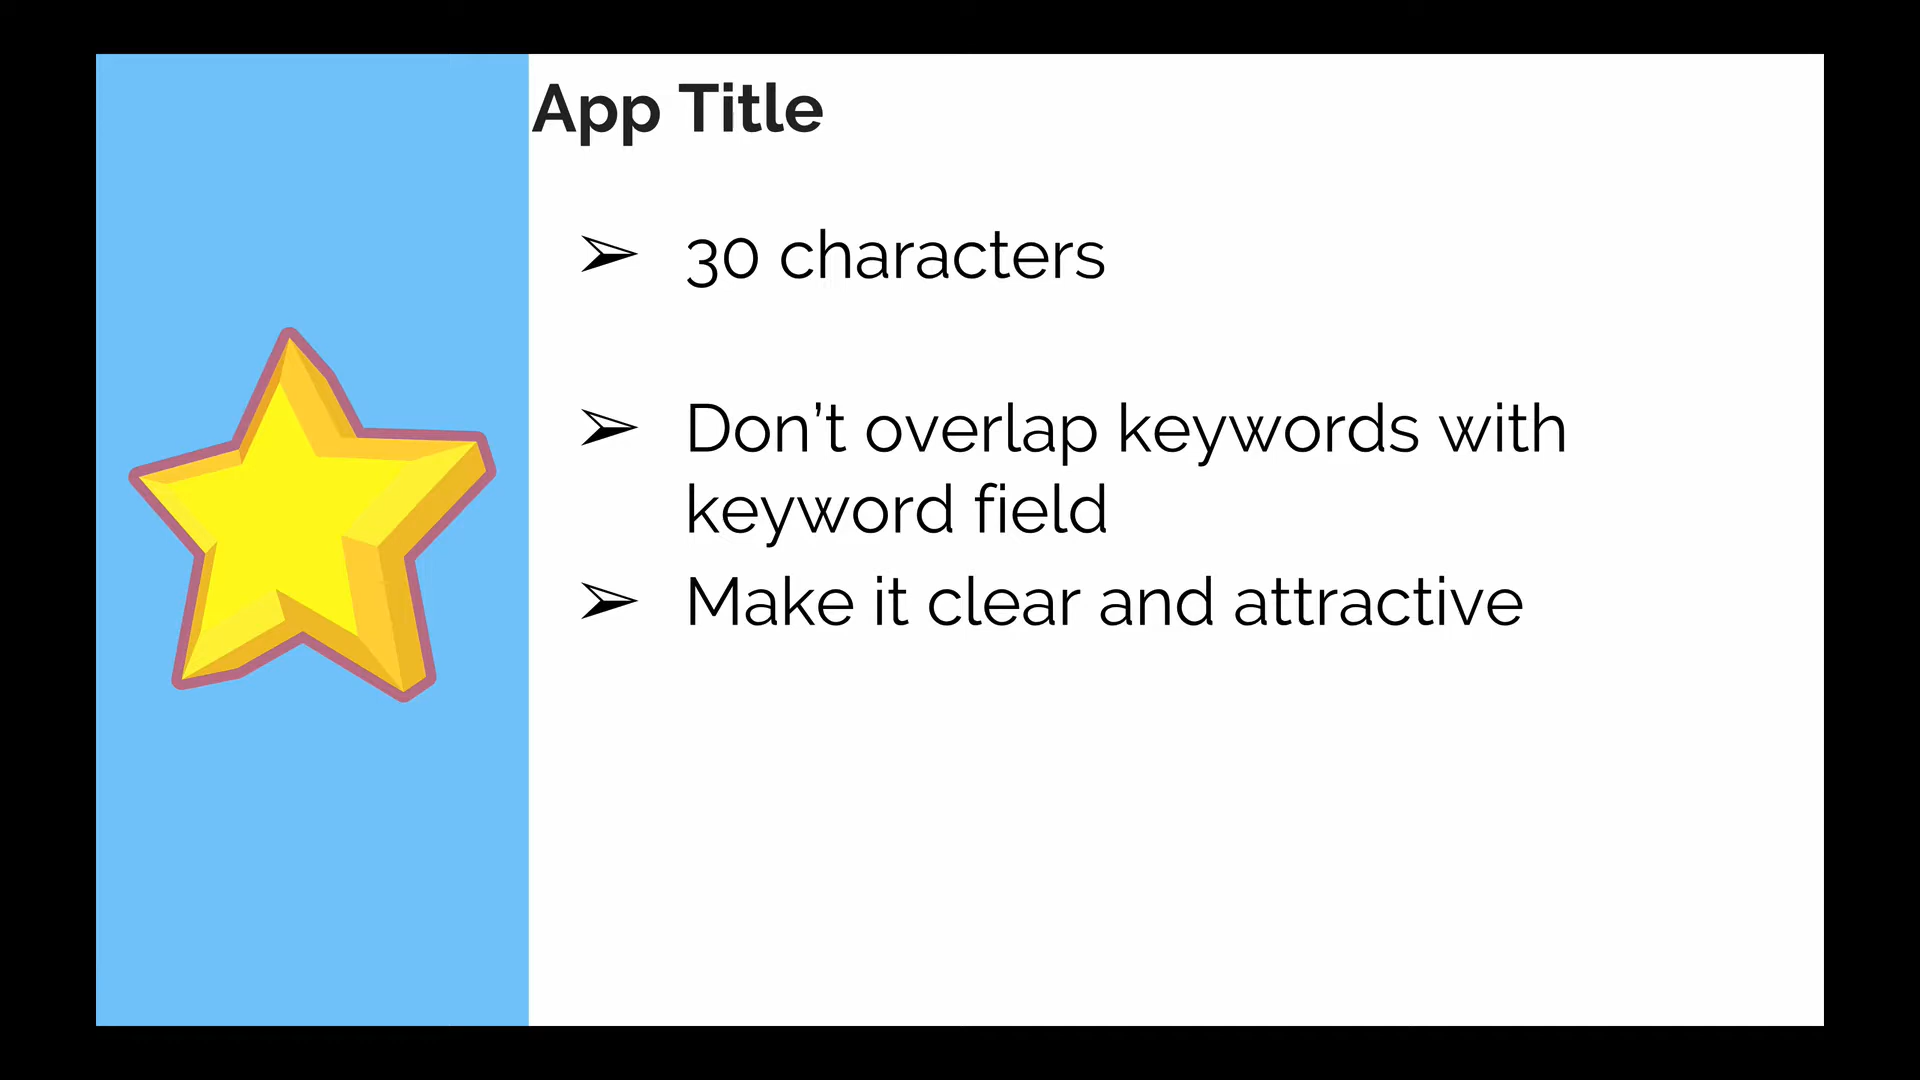 App Title
➢ 30 characters
➢ Don’t overlap keywords with
keyword field
➢ Make it clear and attractive